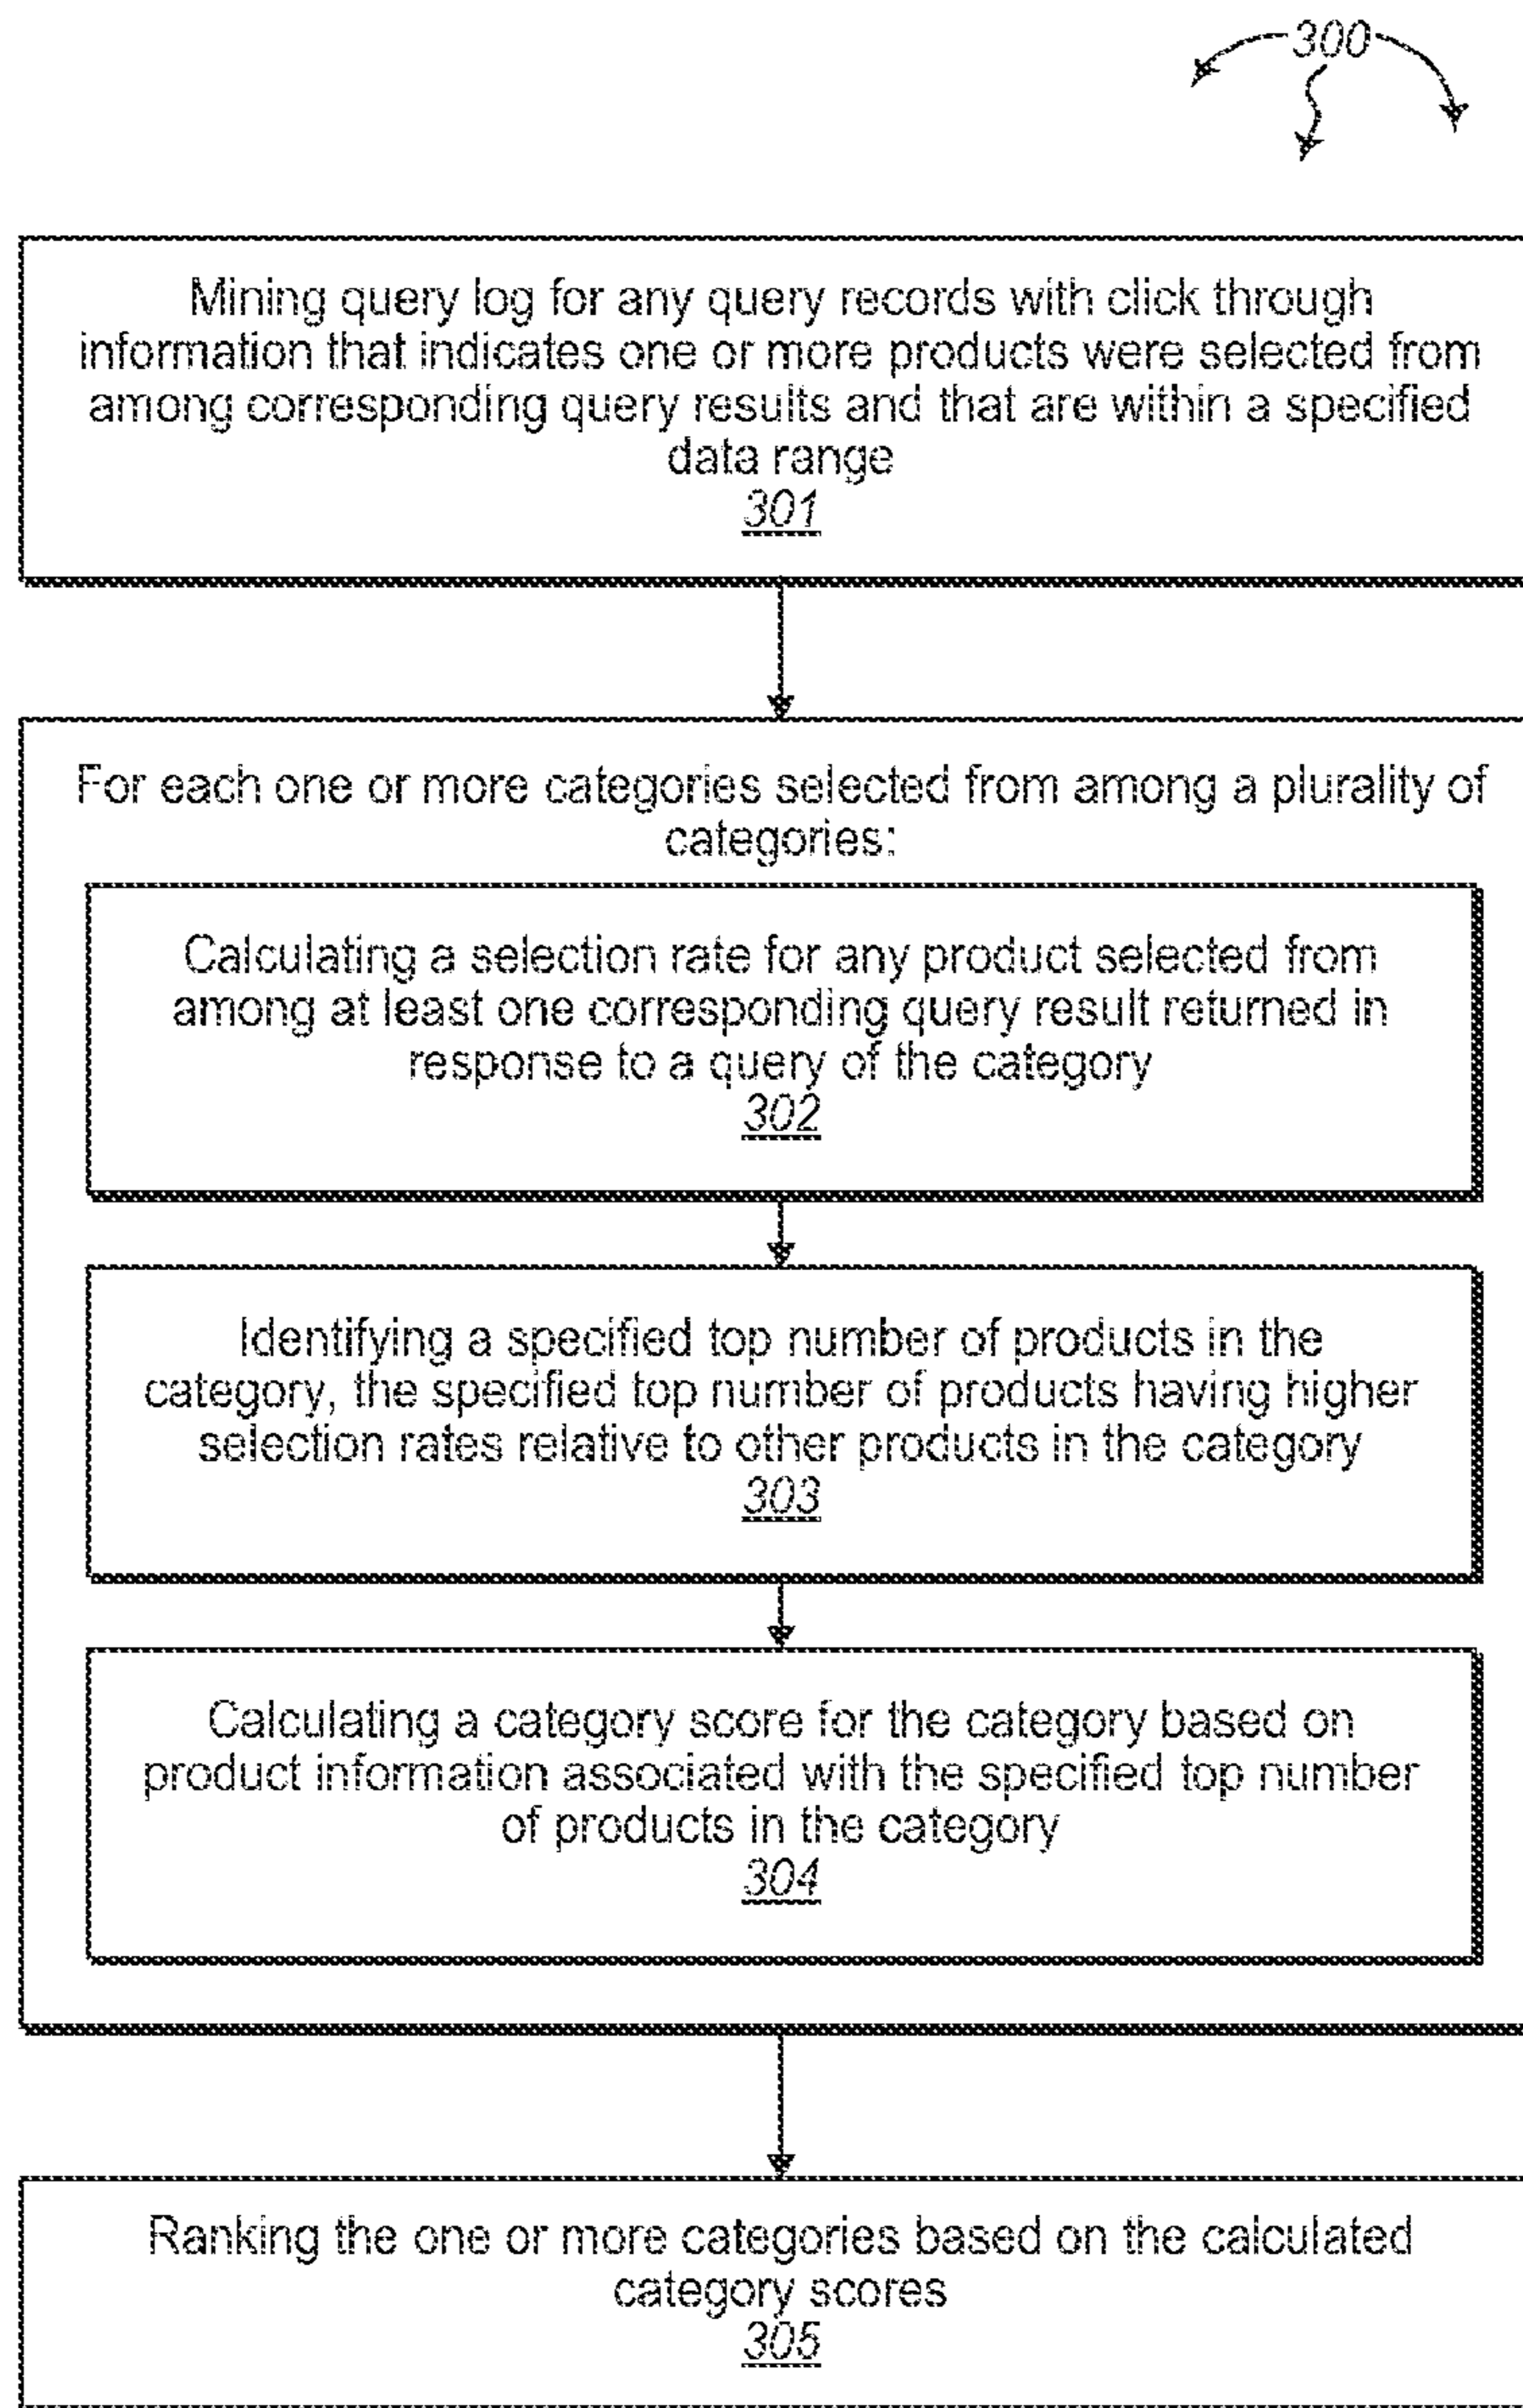 300
Mining query log for any query records with click through
information that indicates one or more products were selected from
among corresponding query results and that are within a specified
data range
301
For each one or more categories selected from among a plurality of
categories:
Calculating a selection rate for any product selected from
among at least one corresponding query result returned in
response to a query of the category
302
Identifying a specified top number of products in the
category, the specified top number of products having higher
selection rates relative to other products in the category
303
Calculating a category score for the category based on
product information associated with the specified top number
of products in the category
304
Ranking the one or more categories based on the calculated
category scores
305